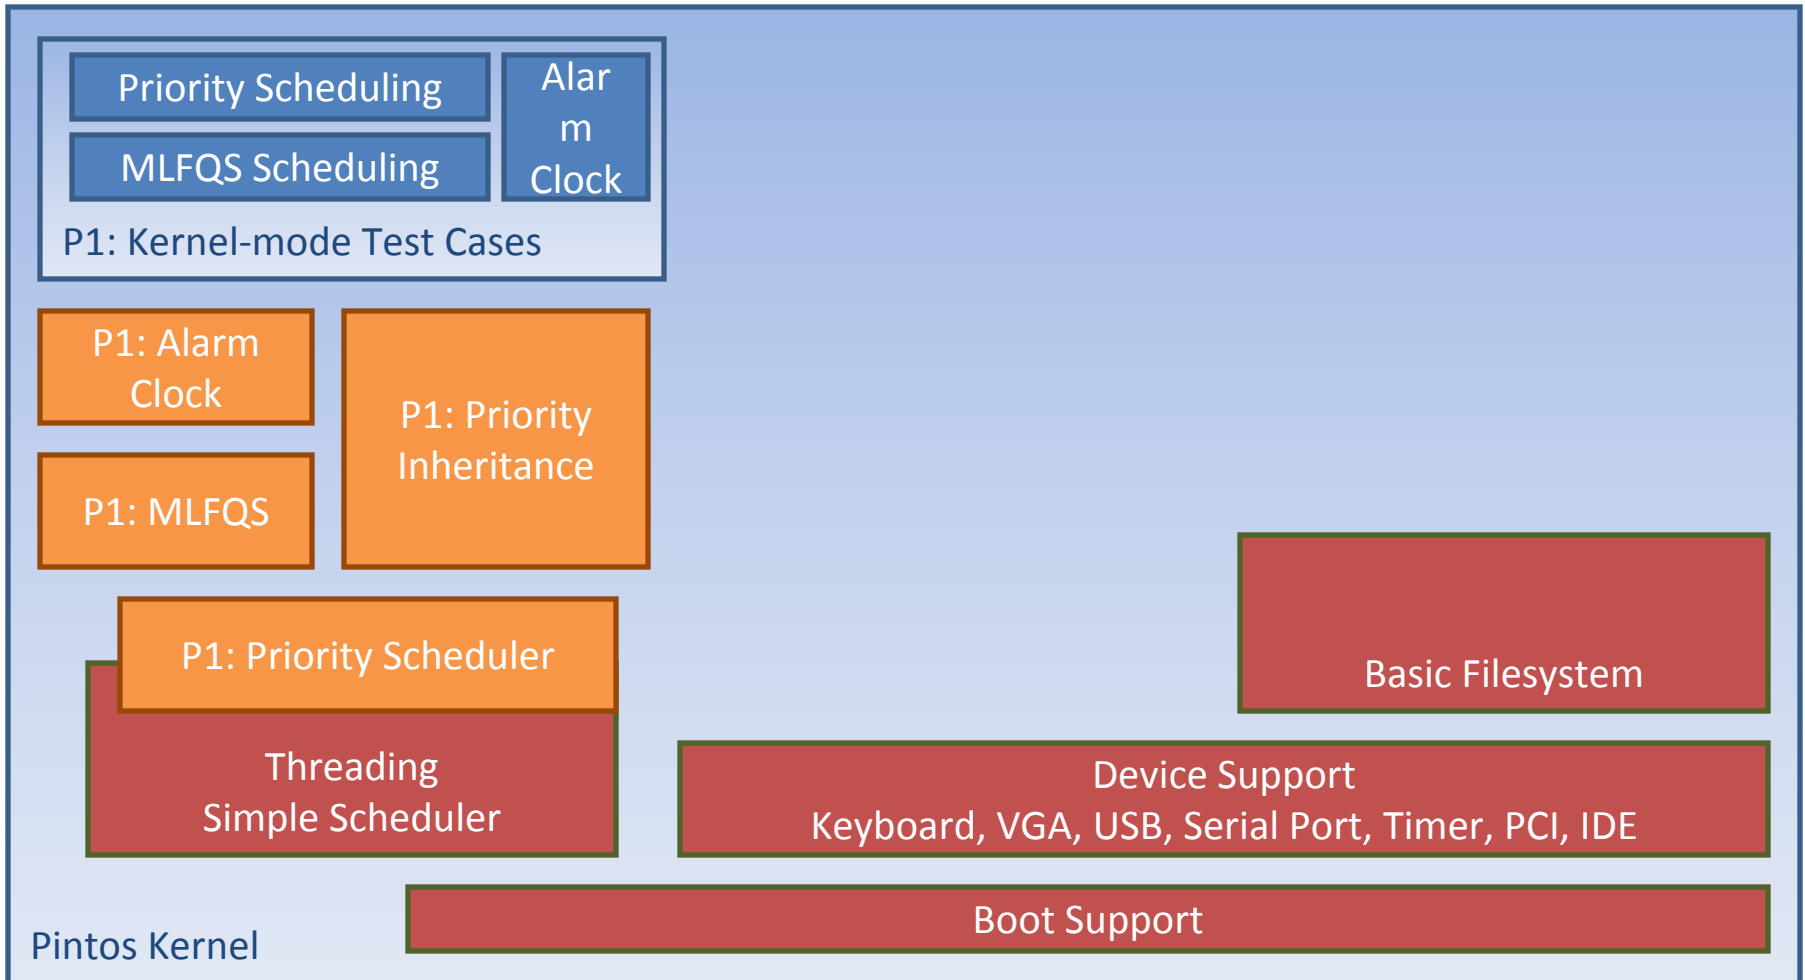 Priority Scheduling
MLFQS Scheduling
Alar
m
Clock
P1: Kernel-mode Test Cases
P1: Alarm
Clock
P1: Priority
Inheritance
P1: MLFQS
P1: Priority Scheduler
Threading
Simple Scheduler
Basic Filesystem
Device Support
Keyboard, VGA, USB, Serial Port, Timer, PCI, IDE
Boot Support
Pintos Kernel